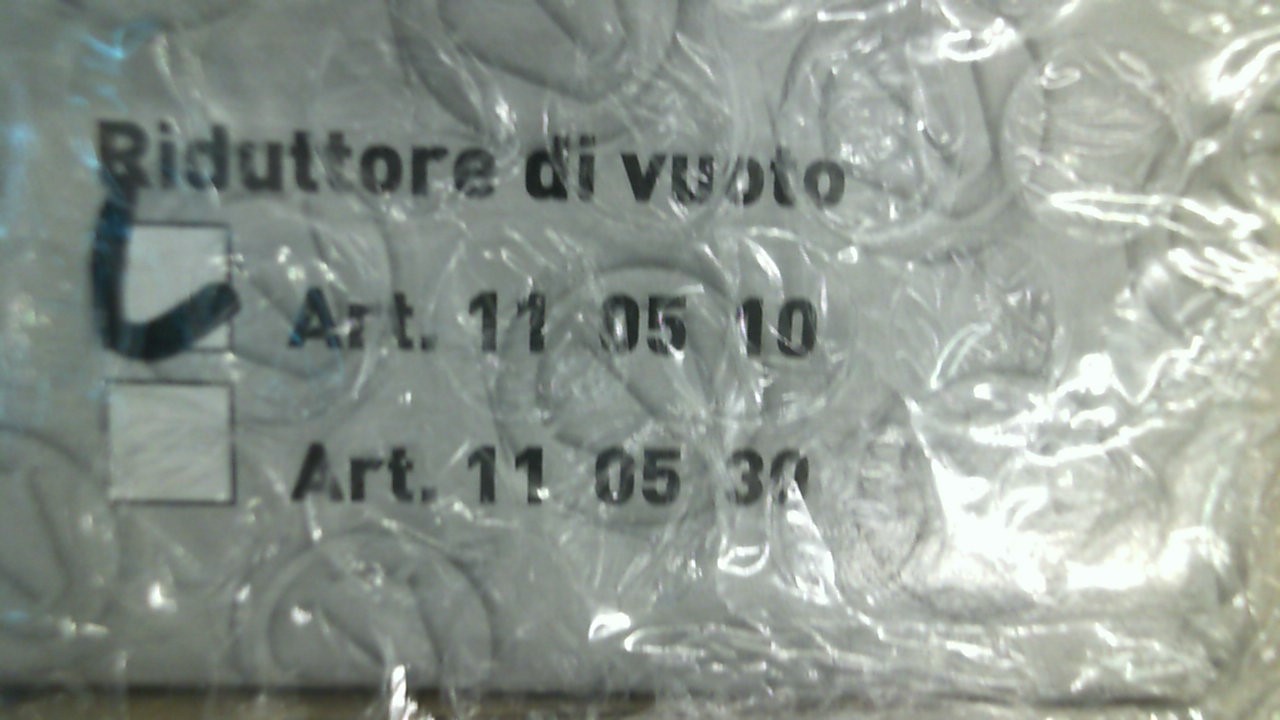 Riduttore di vuoto
Art. 11 05 10
Art. 11 05 30